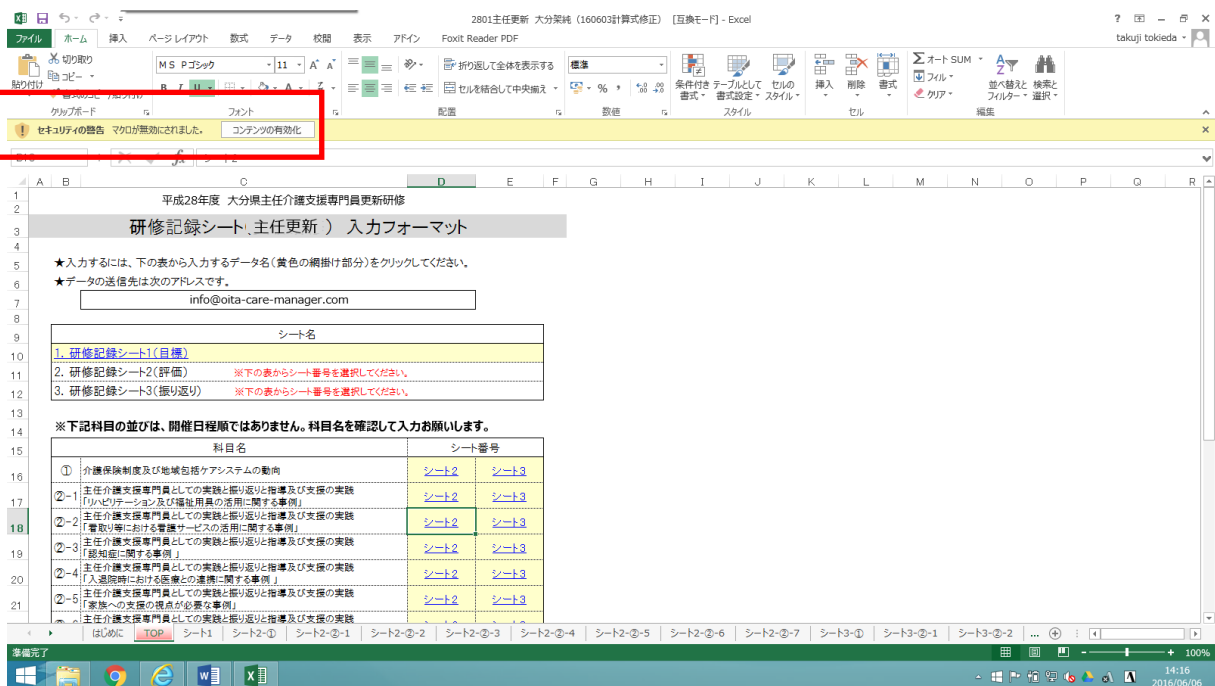 2801主任更新 大分架純（160603計算式修正） [互換モード] - Excel
ファイル ホーム 挿入 ページ レイアウト 数式 データ 校閲 表示 アドイン Foxit Reader PDF
takuji tokieda
切り取り
コピー
貼り付け
ＭＳ Ｐゴシック
11
折り返して全体を表示する
セルを結合して中央揃え
標準
条件付き書式
テーブルとして書式設定
セルのスタイル
挿入 削除 書式
オート SUM
フィル
クリア
並べ替えとフィルター
検索と選択
クリップボード フォント 配置 数値 スタイル セル 編集
セキュリティの警告 マクロが無効にされました。 コンテンツの有効化
A B C D E F G H I J K L M N O P Q R
平成28年度 大分県主任介護支援専門員更新研修
研修記録シート（主任更新 ） 入力フォーマット
★入力するには、下の表から入力するデータ名（黄色の網掛け部分）をクリックしてください。
★データの送信先は次のアドレスです。
info@oita-care-manager.com
シート名
1. 研修記録シート1（目標）
2. 研修記録シート2（評価） ※下の表からシート番号を選択してください。
3. 研修記録シート3（振り返り） ※下の表からシート番号を選択してください。
※下記科目の並びは、開催日程順ではありません。科目名を確認して入力お願いします。
科目名 シート番号
① 介護保険制度及び地域包括ケアシステムの動向 シート2 シート3
②-1 主任介護支援専門員としての実践と振り返りと指導及び支援の実践
「リハビリテーション及び福祉用具の活用に関する事例」 シート2 シート3
②-2 主任介護支援専門員としての実践と振り返りと指導及び支援の実践
「看取り等における看護サービスの活用に関する事例」 シート2 シート3
②-3 主任介護支援専門員としての実践と振り返りと指導及び支援の実践
「認知症に関する事例 」 シート2 シート3
②-4 主任介護支援専門員としての実践と振り返りと指導及び支援の実践
「入退院時における医療との連携に関する事例 」 シート2 シート3
②-5 主任介護支援専門員としての実践と振り返りと指導及び支援の実践
「家族への支援の視点が必要な事例」 シート2 シート3
主任介護支援専門員としての実践と振り返りと指導及び支援の実践
はじめに TOP シート1 シート2-① シート2-②-1 シート2-②-2 シート2-②-3 シート2-②-4 シート2-②-5 シート2-②-6 シート2-②-7 シート3-① シート3-②-1 シート3-②-2 ...
準備完了
100%
14:16
2016/06/06